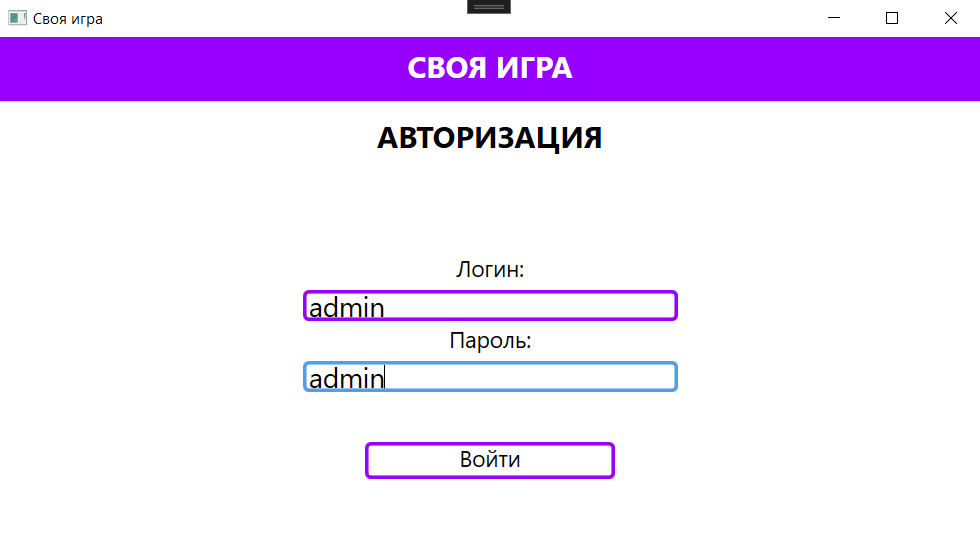 Своя игра
СВОЯ ИГРА
АВТОРИЗАЦИЯ
Логин:
admin
Пароль:
admin
Войти